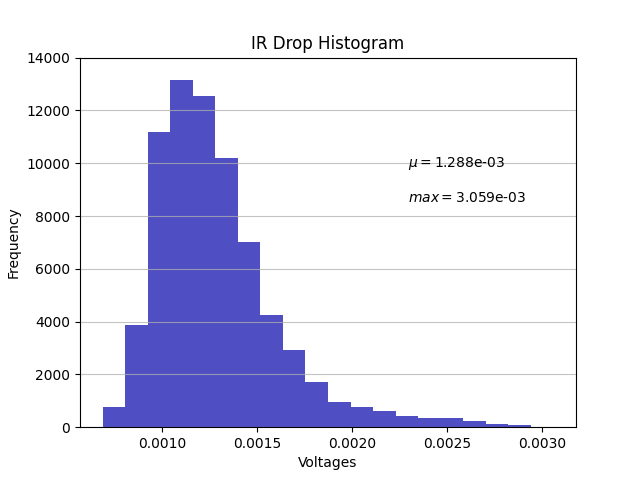 IR Drop Histogram
14000
12000
10000
8000
6000
4000
2000
0
Frequency
μ = 1.288e-03
max = 3.059e-03
0.0010 0.0015 0.0020 0.0025 0.0030
Voltages